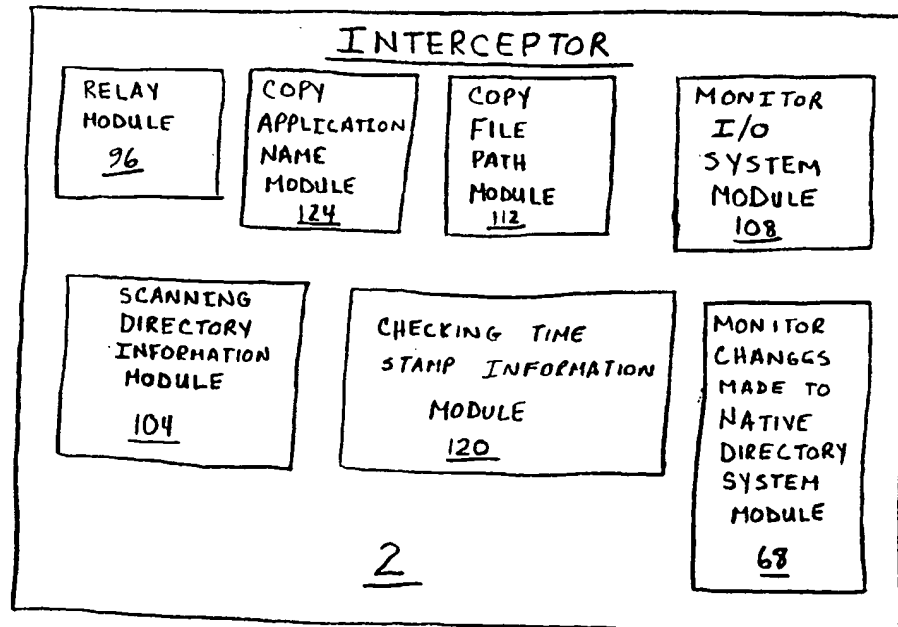 INTERCEPTOR
RELAY
MODULE
96
COPY
APPLICATION
NAME
MODULE
124
COPY
FILE
PATH
MODULE
112
MONITOR
I/O
SYSTEM
MODULE
108
SCANNING
DIRECTORY
INFORMATION
MODULE
104
CHECKING TIME
STAMP INFORMATION
MODULE
120
MONITOR
CHANGES
MADE TO
NATIVE
DIRECTORY
SYSTEM
MODULE
68
2